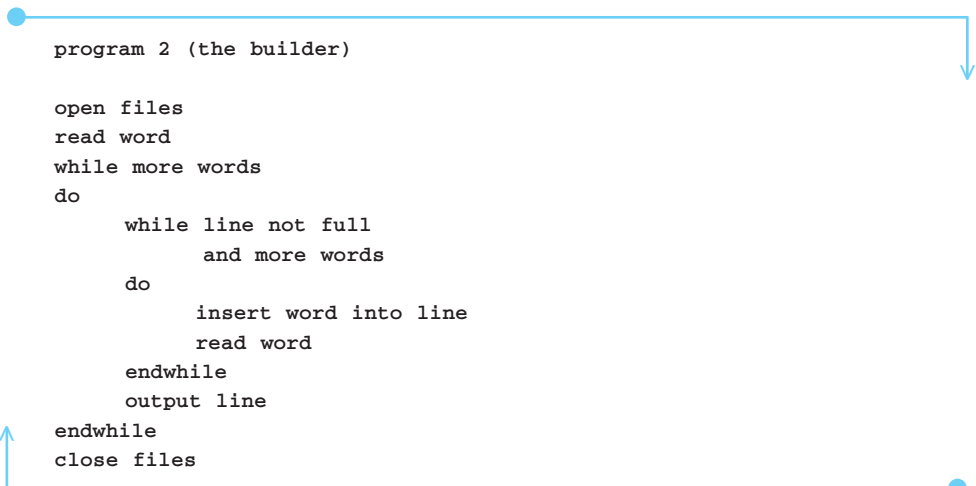 program 2 (the builder)
open files
read word
while more words
do
while line not full
and more words
do
insert word into line
read word
endwhile
output line
endwhile
close files